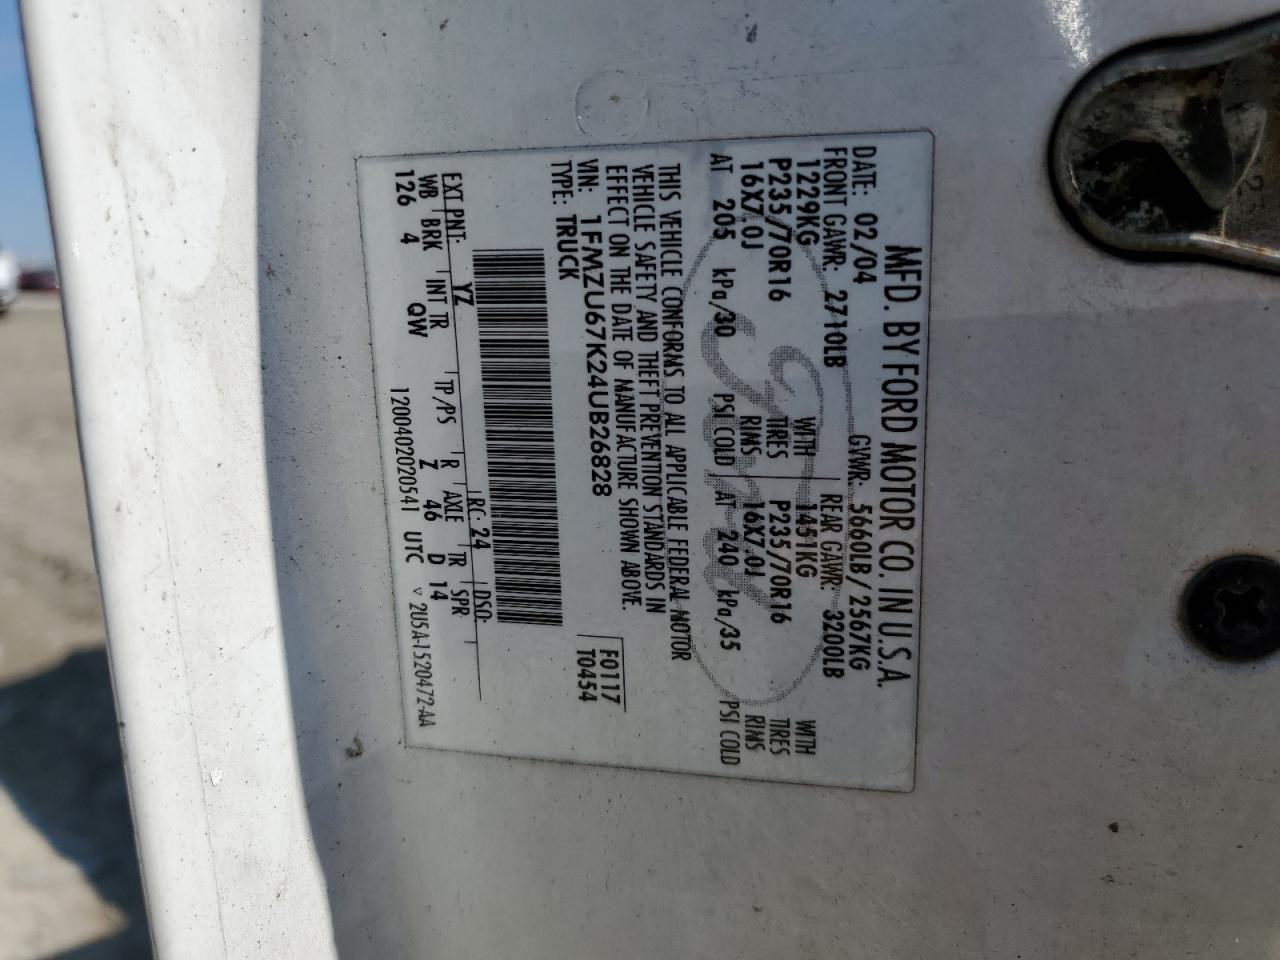 MFD. BY FORD MOTOR CO. IN U.S.A.
DATE: 02/04 GVWR: 5660LB/2567KG
FRONT GAWR: 2710LB REAR GAWR: 3200LB
1229KG WITH 1451KG WITH
P235/70R16 TIRES P235/70R16 TIRES
16X7.0J RIMS 16X7.0J RIMS
AT 205 kPa/30 PSI COLD AT 240 kPa/35 PSI COLD
THIS VEHICLE CONFORMS TO ALL APPLICABLE FEDERAL MOTOR
VEHICLE SAFETY AND THEFT PREVENTION STANDARDS IN
EFFECT ON THE DATE OF MANUFACTURE SHOWN ABOVE.
VIN: 1FMZU67K24UB26828 F0117
TYPE: TRUCK T0454
EXT PNT: YZ RC: 24 DSO:
WB BRK INT TR TP/PS R AXLE TR SPR
126 4 QW Z 46 D 14
120040202054​1 UTC ▽ 2U5A-1520472-AA